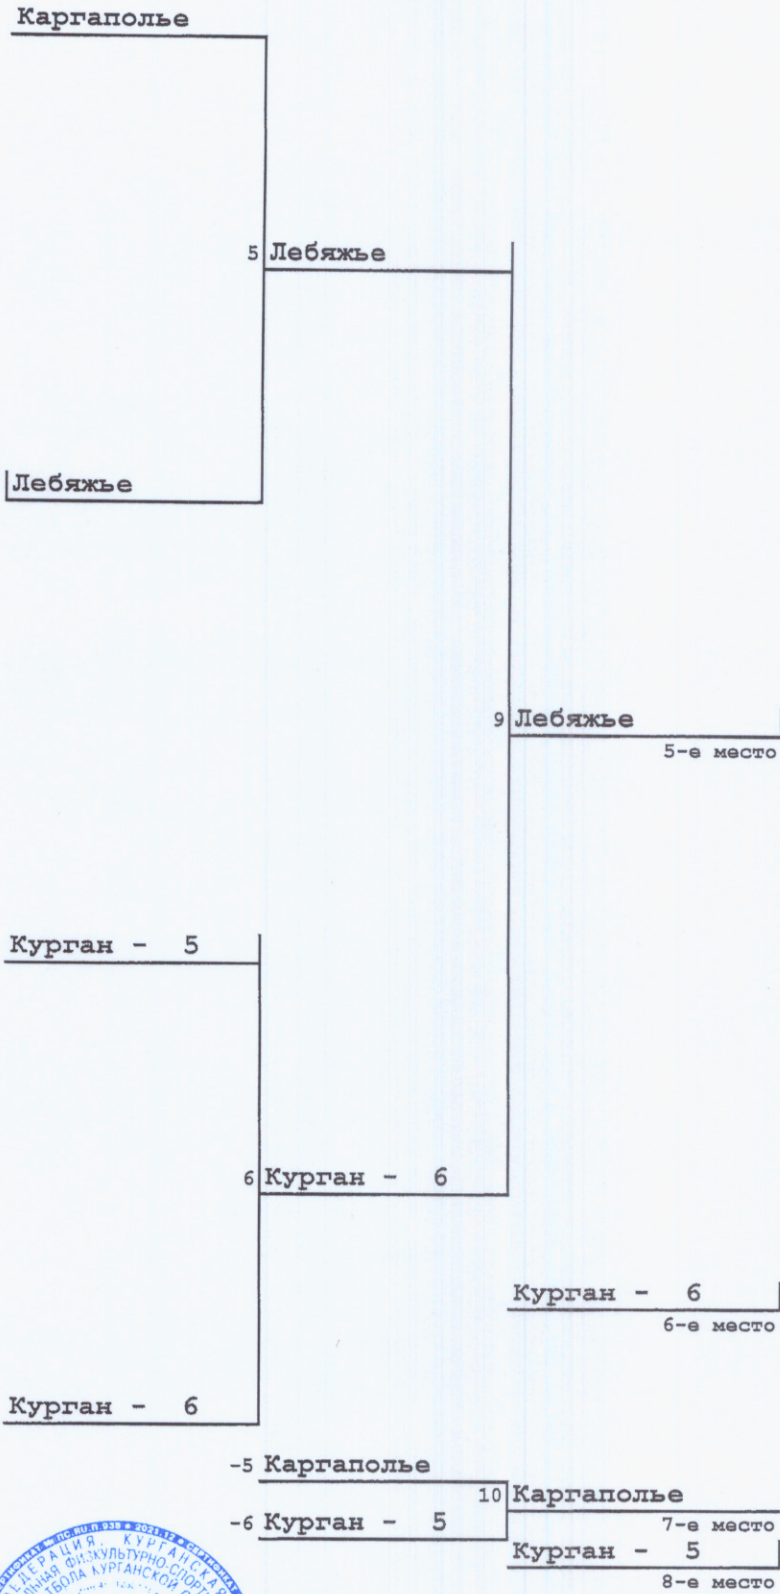 Каргаполье
5 Лебяжье
Лебяжье
9 Лебяжье
5-е место
Курган - 5
6 Курган - 6
Курган - 6
6-е место
Курган - 6
-5 Каргаполье
10 Каргаполье
7-е место
-6 Курган - 5
Курган - 5
8-е место